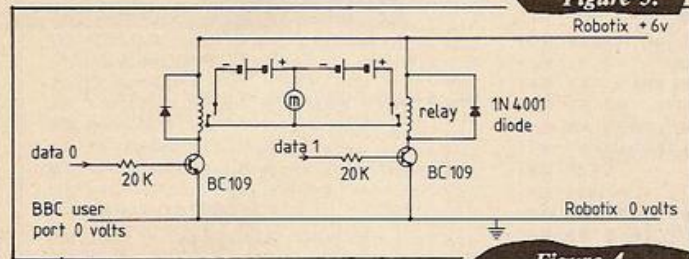 Figure 3.
Robotix + 6v
- + - +
m
relay
1N 4001
diode
data 0
data 1
20 K
BC109
20K
BC 109
BBC user
port 0 volts
Robotix 0 volts
Figure 4.